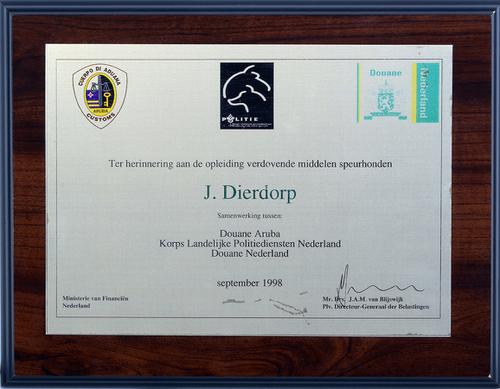 CUERPO DI ADUANA
ARUBA
CUSTOMS
POLITIE
Douane
Nederland
Ter herinnering aan de opleiding verdovende middelen speurhonden
J. Dierdorp
Samenwerking tussen:
Douane Aruba
Korps Landelijke Politiediensten Nederland
Douane Nederland
september 1998
Ministerie van Financiën
Nederland
Mr. Drs. J.A.M. van Blijswijk
Plv. Directeur-Generaal der Belastingen